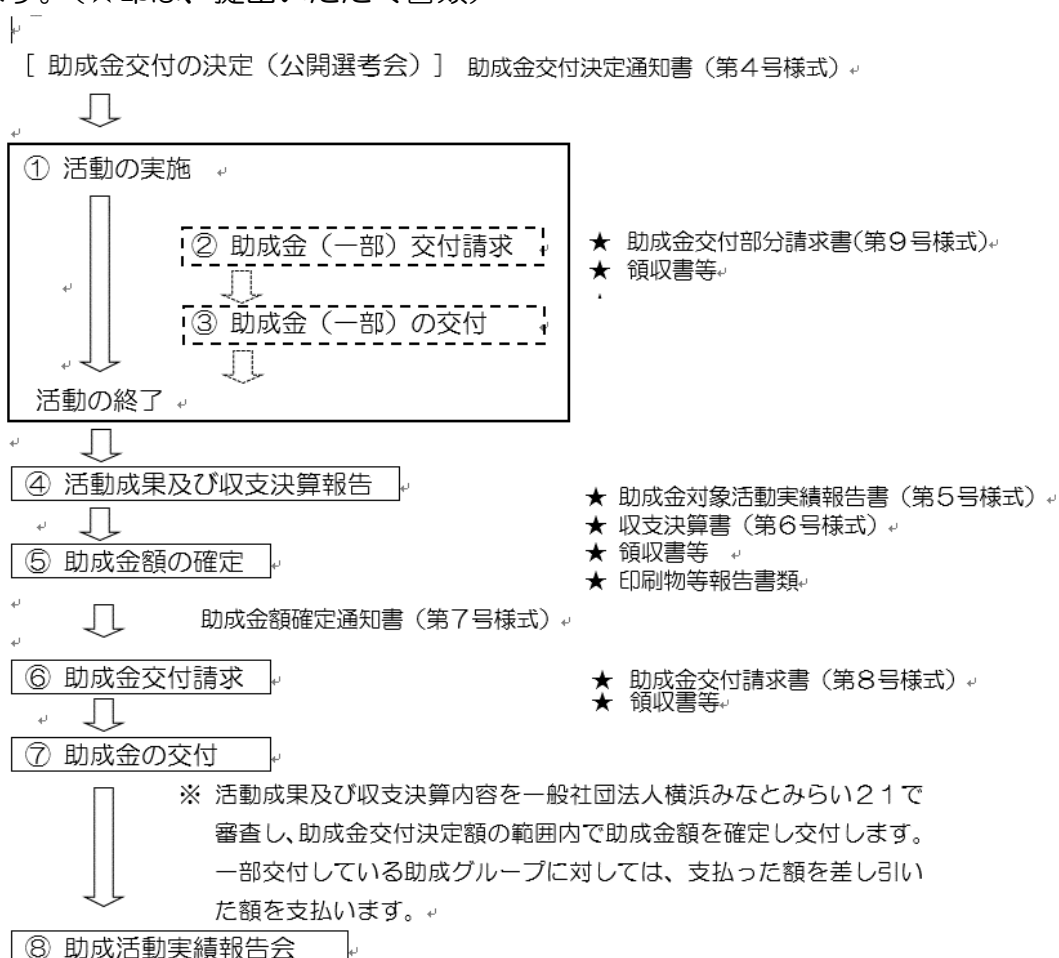 ます。（★印は、提出いただく書類）
［ 助成金交付の決定（公開選考会）］ 助成金交付決定通知書（第４号様式）
① 活動の実施
② 助成金（一部）交付請求
★ 助成金交付部分請求書(第９号様式)
★ 領収書等
③ 助成金（一部）の交付
活動の終了
④ 活動成果及び収支決算報告
★ 助成金対象活動実績報告書（第５号様式）
★ 収支決算書（第６号様式）
★ 領収書等
★ 印刷物等報告書類
⑤ 助成金額の確定
助成金額確定通知書（第７号様式）
⑥ 助成金交付請求
★ 助成金交付請求書（第８号様式）
★ 領収書等
⑦ 助成金の交付
※ 活動成果及び収支決算内容を一般社団法人横浜みなとみらい２１で
審査し、助成金交付決定額の範囲内で助成金額を確定し交付します。
一部交付している助成グループに対しては、支払った額を差し引い
た額を支払います。
⑧ 助成活動実績報告会